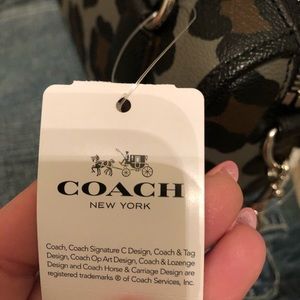 COACH
NEW YORK
Coach, Coach Signature C Design, Coach & Tag
Design, Coach Op Art Design, Coach & Lozenge
Design and Coach Horse & Carriage Design are
registered trademarks ® of Coach Services, Inc.